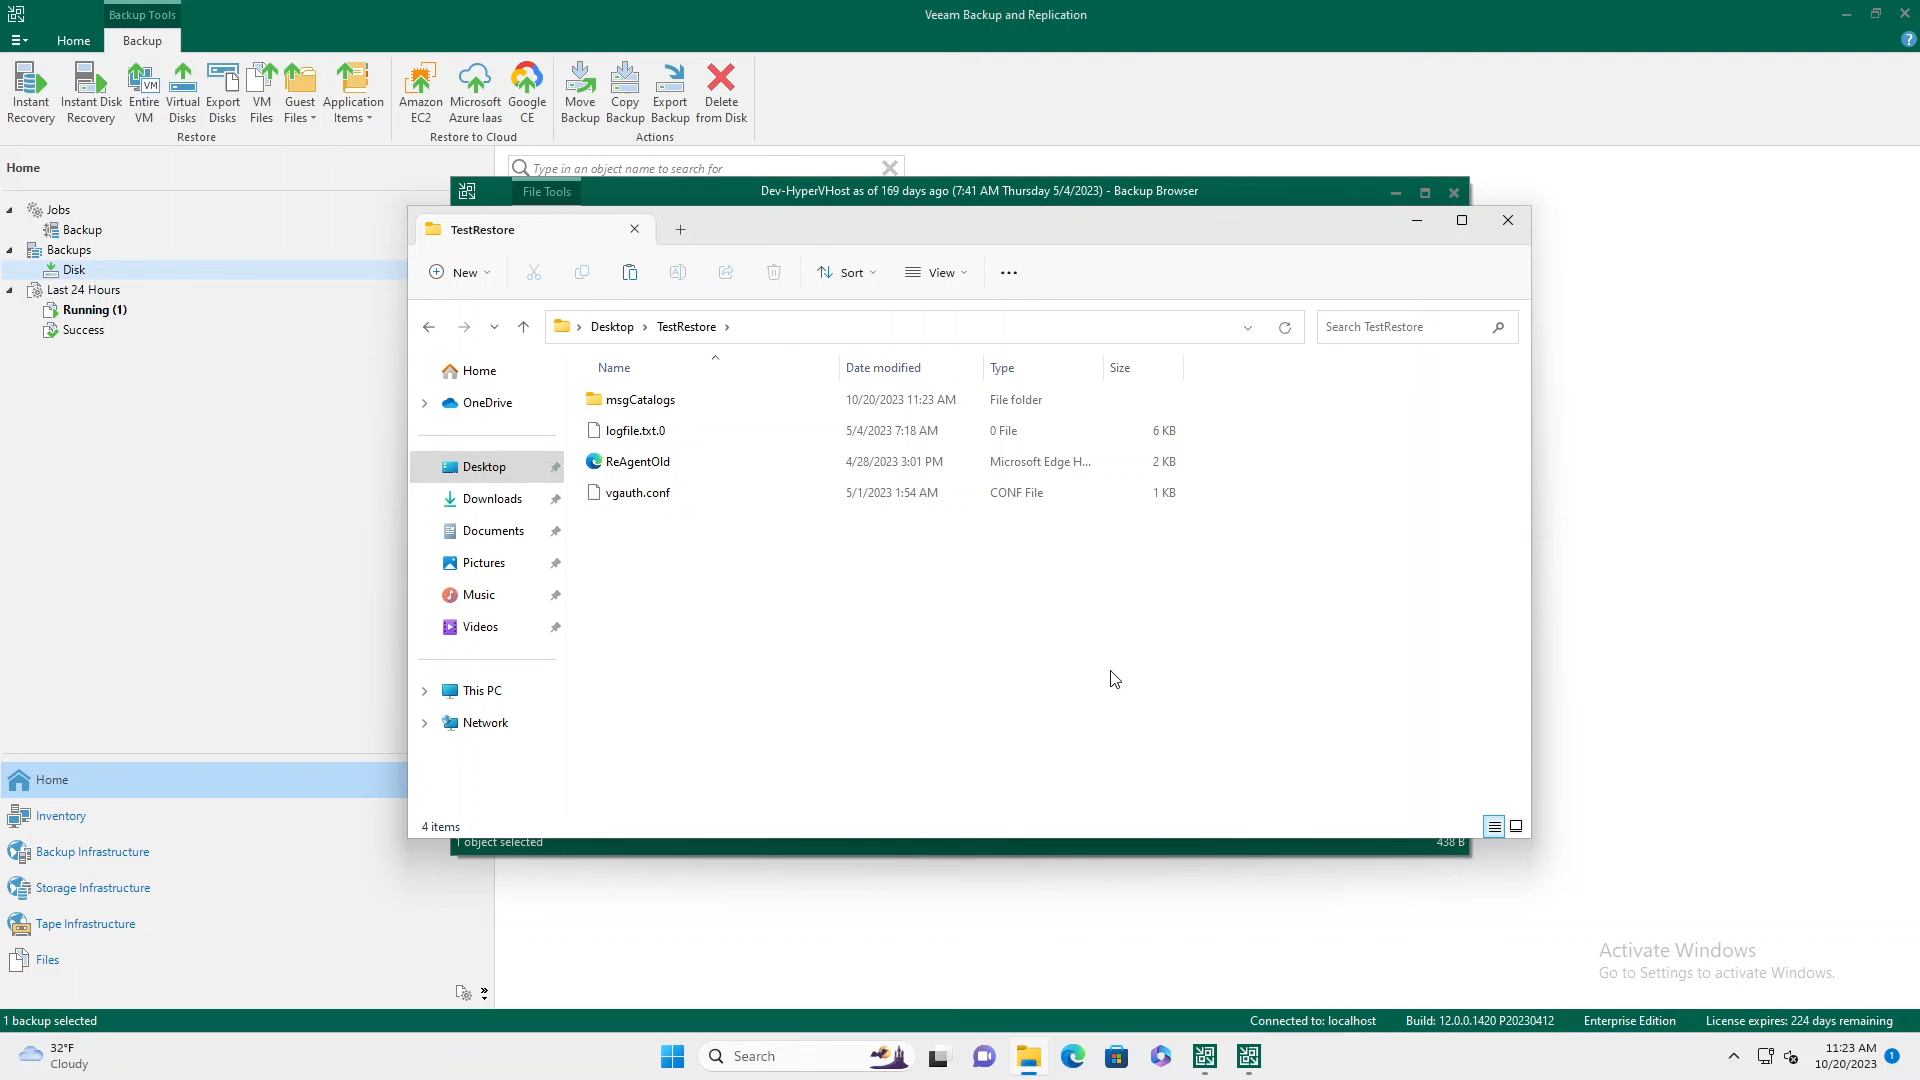 Backup Tools
Veeam Backup and Replication
Home
Backup
Instant Recovery
Instant Disk Recovery
Entire VM
Virtual Disks
Export Disks
VM Files
Guest Files
Application Items
Amazon EC2
Microsoft Azure Iaas
Google CE
Move Backup
Copy Backup
Export Backup
Delete from Disk
Restore
Restore to Cloud
Actions
Home
Type in an object name to search for
Jobs
Backup
Backups
Disk
Last 24 Hours
Running (1)
Success
File Tools
Dev-HyperVHost as of 169 days ago (7:41 AM Thursday 5/4/2023) - Backup Browser
TestRestore
New
Sort
View
Desktop > TestRestore >
Search TestRestore
Home
OneDrive
Desktop
Downloads
Documents
Pictures
Music
Videos
This PC
Network
Name Date modified Type Size
msgCatalogs 10/20/2023 11:23 AM File folder
logfile.txt.0 5/4/2023 7:18 AM 0 File 6 KB
ReAgentOld 4/28/2023 3:01 PM Microsoft Edge H... 2 KB
vgauth.conf 5/1/2023 1:54 AM CONF File 1 KB
4 items
1 object selected
438 B
Home
Inventory
Backup Infrastructure
Storage Infrastructure
Tape Infrastructure
Files
Activate Windows
Go to Settings to activate Windows.
1 backup selected
Connected to: localhost
Build: 12.0.0.1420 P20230412
Enterprise Edition
License expires: 224 days remaining
32°F
Cloudy
Search
11:23 AM
10/20/2023
1